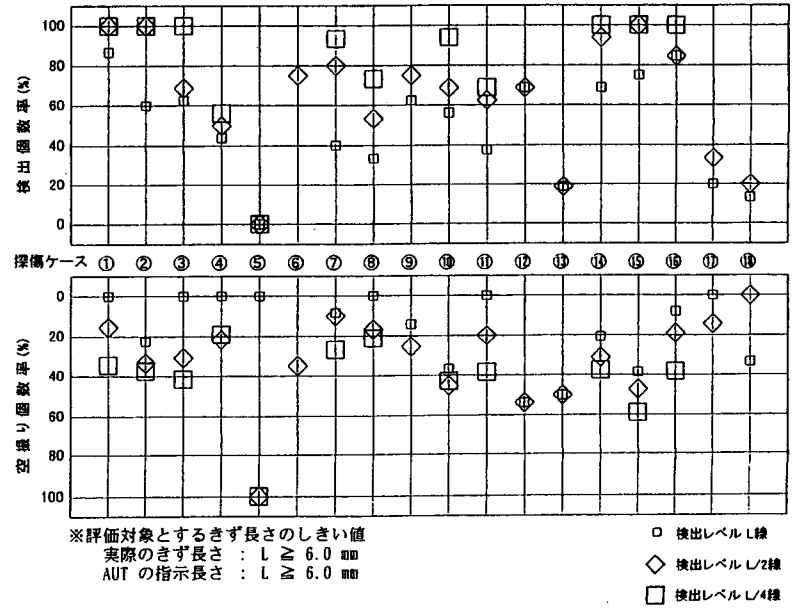 検出個数率(%)
100
80
60
40
20
0
探傷ケース ① ② ③ ④ ⑤ ⑥ ⑦ ⑧ ⑨ ⑩ ⑪ ⑫ ⑬ ⑭ ⑮ ⑯ ⑰ ⑱
空振り個数率(%)
0
20
40
60
80
100
※評価対象とするきず長さのしきい値
実際のきず長さ : L ≧ 6.0 mm
AUT の指示長さ : L ≧ 6.0 mm
検出レベル L線
検出レベル L/2線
検出レベル L/4線